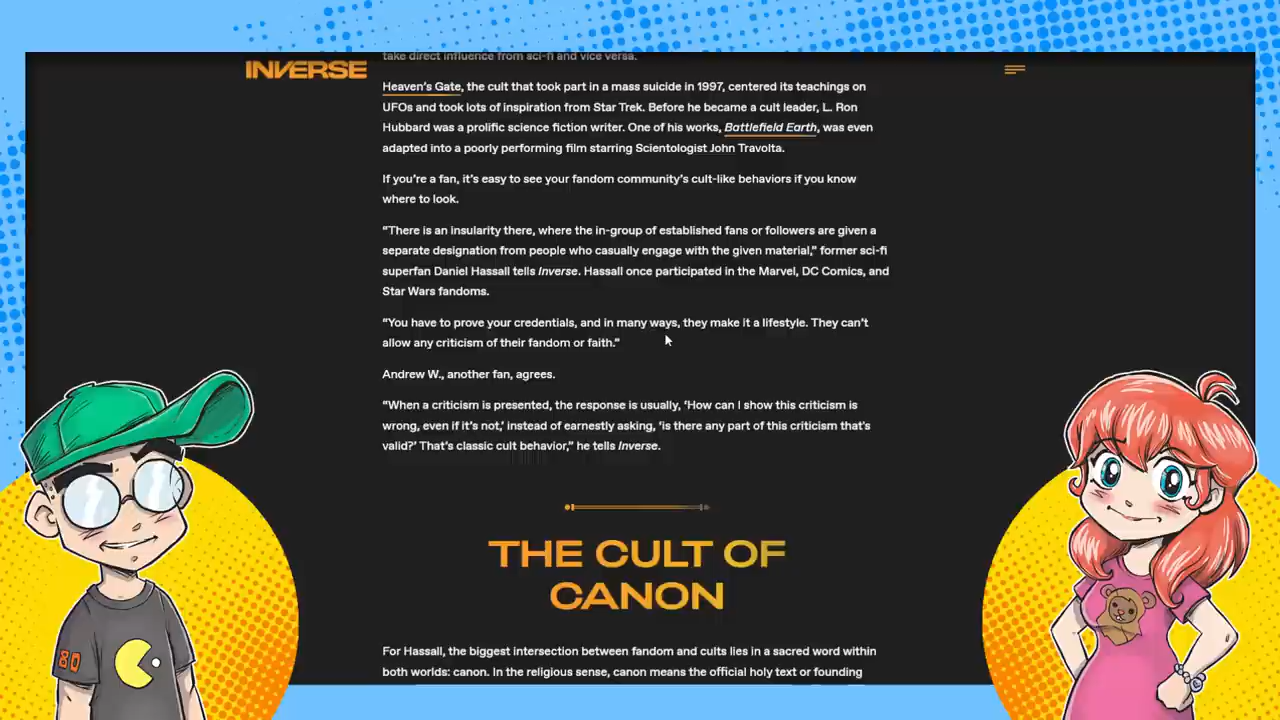 take direct influence from sci-fi and vice versa.
INVERSE
Heaven's Gate, the cult that took part in a mass suicide in 1997, centered its teachings on
UFOs and took lots of inspiration from Star Trek. Before he became a cult leader, L. Ron
Hubbard was a prolific science fiction writer. One of his works, Battlefield Earth, was even
adapted into a poorly performing film starring Scientologist John Travolta.
If you're a fan, it's easy to see your fandom community's cult-like behaviors if you know
where to look.
“There is an insularity there, where the in-group of established fans or followers are given a
separate designation from people who casually engage with the given material,” former sci-fi
superfan Daniel Hassall tells Inverse. Hassall once participated in the Marvel, DC Comics, and
Star Wars fandoms.
“You have to prove your credentials, and in many ways, they make it a lifestyle. They can't
allow any criticism of their fandom or faith.”
Andrew W., another fan, agrees.
“When a criticism is presented, the response is usually, ‘How can I show this criticism is
wrong, even if it's not,’ instead of earnestly asking, ‘is there any part of this criticism that's
valid?’ That's classic cult behavior,” he tells Inverse.
THE CULT OF
CANON
For Hassall, the biggest intersection between fandom and cults lies in a sacred word within
both worlds: canon. In the religious sense, canon means the official holy text or founding
80